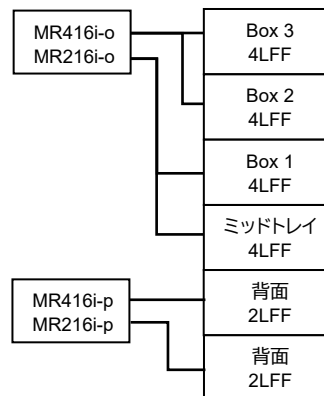 MR416i-o
MR216i-o
Box 3
4LFF
Box 2
4LFF
Box 1
4LFF
ミッドトレイ
4LFF
MR416i-p
MR216i-p
背面
2LFF
背面
2LFF